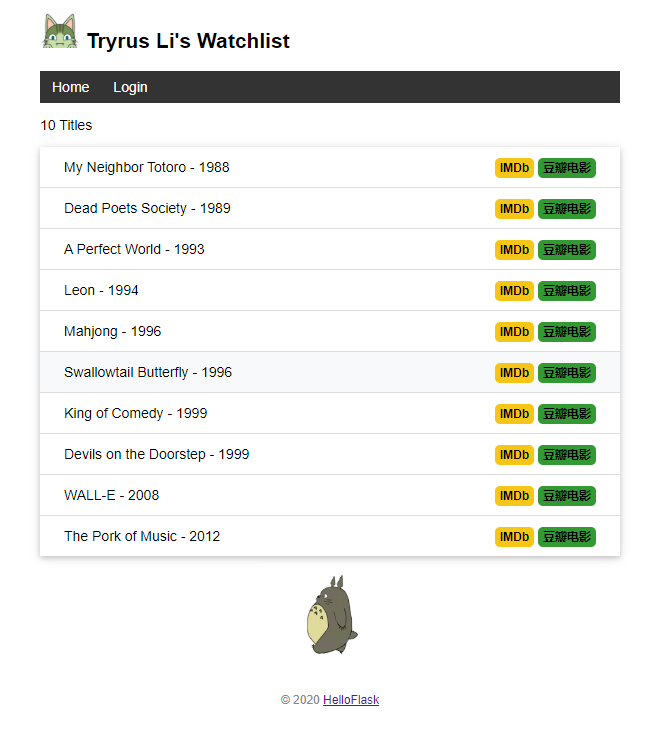 Tryrus Li's Watchlist
Home Login
10 Titles
My Neighbor Totoro - 1988 IMDb 豆瓣电影
Dead Poets Society - 1989 IMDb 豆瓣电影
A Perfect World - 1993 IMDb 豆瓣电影
Leon - 1994 IMDb 豆瓣电影
Mahjong - 1996 IMDb 豆瓣电影
Swallowtail Butterfly - 1996 IMDb 豆瓣电影
King of Comedy - 1999 IMDb 豆瓣电影
Devils on the Doorstep - 1999 IMDb 豆瓣电影
WALL-E - 2008 IMDb 豆瓣电影
The Pork of Music - 2012 IMDb 豆瓣电影
© 2020 HelloFlask